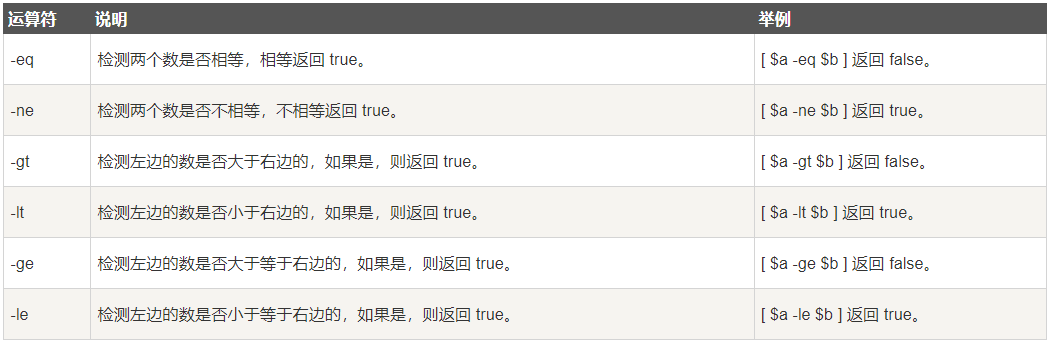 运算符 说明 举例
-eq 检测两个数是否相等，相等返回 true。 [ $a -eq $b ] 返回 false。
-ne 检测两个数是否不相等，不相等返回 true。 [ $a -ne $b ] 返回 true。
-gt 检测左边的数是否大于右边的，如果是，则返回 true。 [ $a -gt $b ] 返回 false。
-lt 检测左边的数是否小于右边的，如果是，则返回 true。 [ $a -lt $b ] 返回 true。
-ge 检测左边的数是否大于等于右边的，如果是，则返回 true。 [ $a -ge $b ] 返回 false。
-le 检测左边的数是否小于等于右边的，如果是，则返回 true。 [ $a -le $b ] 返回 true。